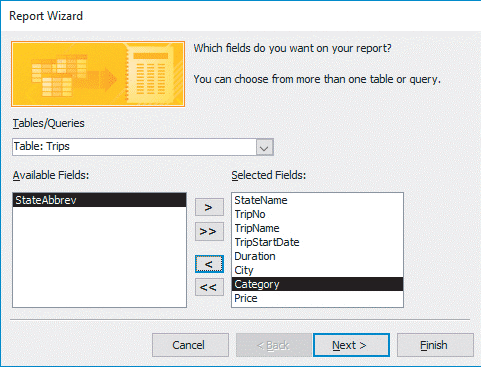 Report Wizard
Which fields do you want on your report?
You can choose from more than one table or query.
Tables/Queries
Table: Trips
Available Fields:
Selected Fields:
StateAbbrev
>
>>
<
<<
StateName
TripNo
TripName
TripStartDate
Duration
City
Category
Price
Cancel
< Back
Next >
Finish